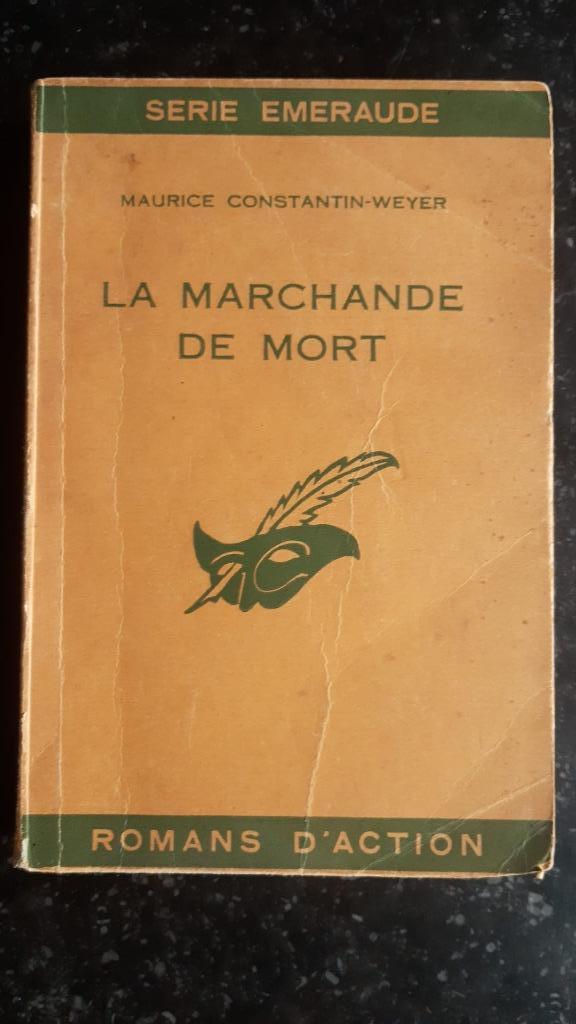 SERIE EMERAUDE
MAURICE CONSTANTIN-WEYER
LA MARCHANDE
DE MORT
ROMANS D'ACTION